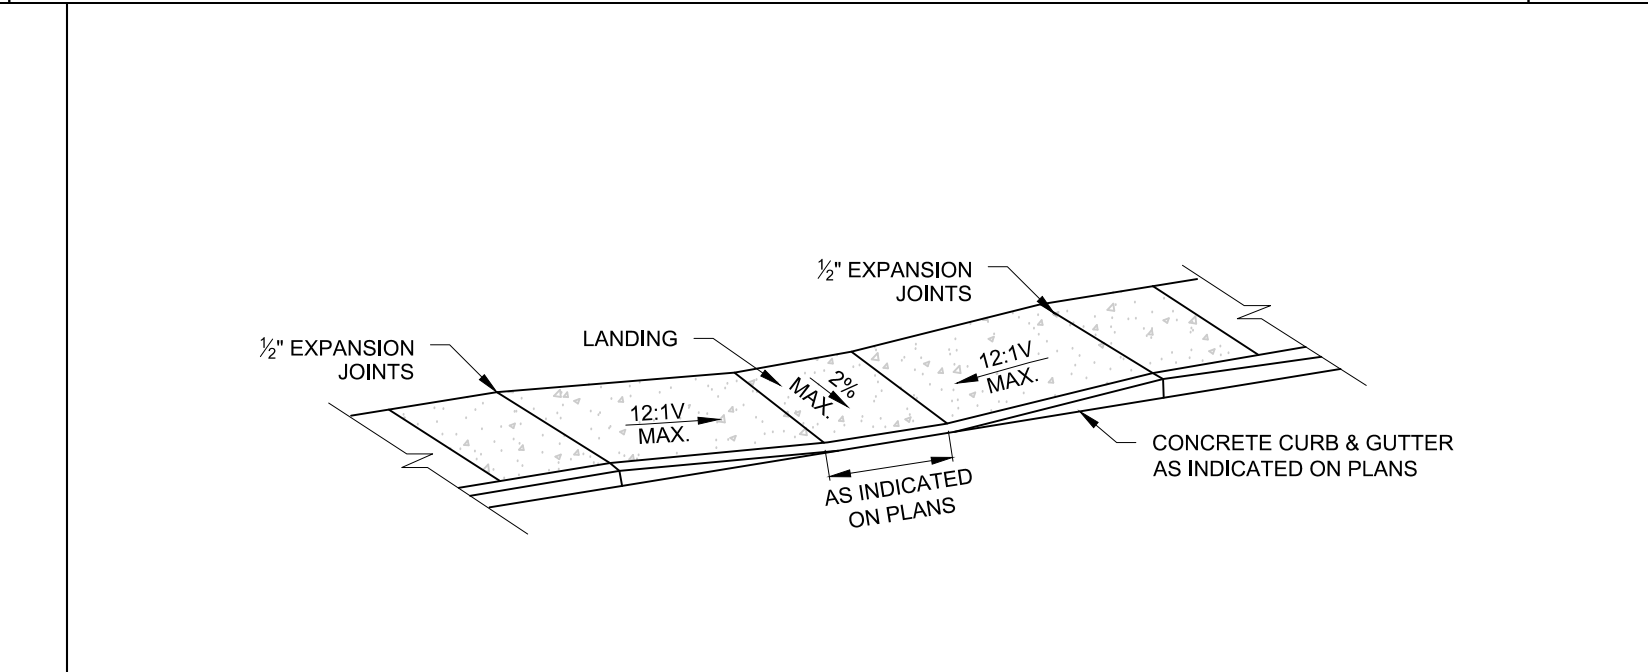 ½" EXPANSION
JOINTS
½" EXPANSION
JOINTS
LANDING
12:1V
MAX.
2%
MAX.
12:1V
MAX.
CONCRETE CURB & GUTTER
AS INDICATED ON PLANS
AS INDICATED
ON PLANS